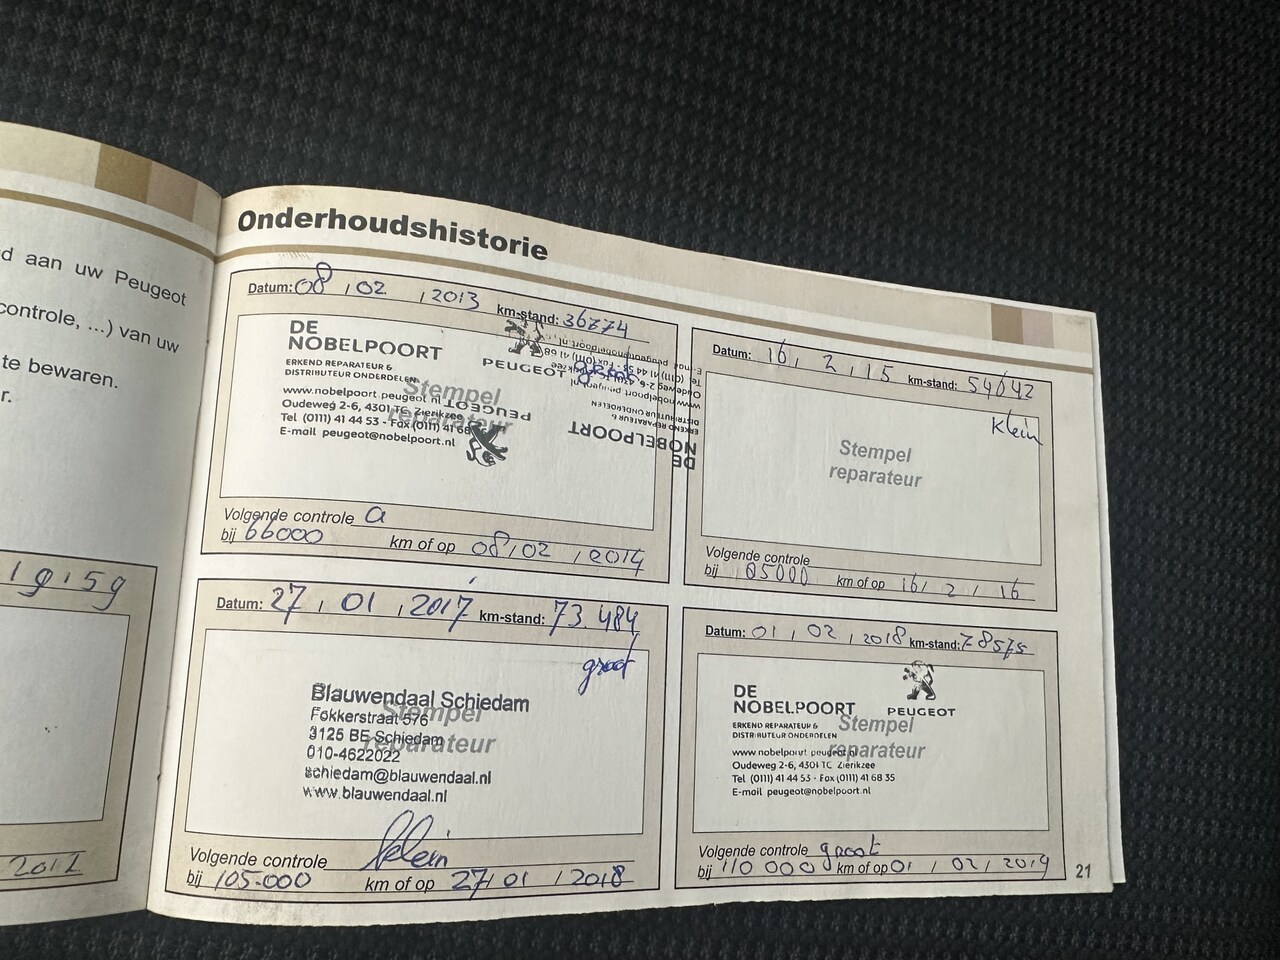 d aan uw Peugeot
controle, ...) van uw
te bewaren.
r.
Onderhoudshistorie
Datum: 08 , 02 , 2013 km-stand: 36774
DE
NOBELPOORT
PEUGEOT
ERKEND REPARATEUR &
DISTRIBUTEUR ONDERDELEN
Stempel
reparateur
www.nobelpoort.peugeot.nl
Oudeweg 2-6, 4301 TC Zierikzee
Tel (0111) 41 44 53 - Fax (0111) 41 68
E-mail peugeot@nobelpoort.nl
PEUGEOT
DE
NOBELPOORT
ERKEND REPARATEUR &
DISTRIBUTEUR ONDERDELEN
Volgende controle a
bij 66000 km of op 08 , 02 , 2014
Datum: 16 , 2 , 15 km-stand: 54042
Klein
Stempel
reparateur
Volgende controle
bij 85000 km of op 16 / 2 / 16
Datum: 27 , 01 , 2017 km-stand: 73.484
groot
Blauwendaal Schiedam
Fokkerstraat 576
3125 BE Schiedam
010-4622022
schiedam@blauwendaal.nl
www.blauwendaal.nl
Stempel
reparateur
Volgende controle klein
bij 105.000 km of op 27 / 01 / 2018
Datum: 01 , 02 , 2018 km-stand: 78575
DE
NOBELPOORT
PEUGEOT
ERKEND REPARATEUR &
DISTRIBUTEUR ONDERDELEN
Stempel
reparateur
www.nobelpoort.peugeot.nl
Oudeweg 2-6, 4301 TC Zierikzee
Tel (0111) 41 44 53 - Fax (0111) 41 68 35
E-mail peugeot@nobelpoort.nl
Volgende controle groot
bij 110 000 km of op 01 , 02 , 2019
21